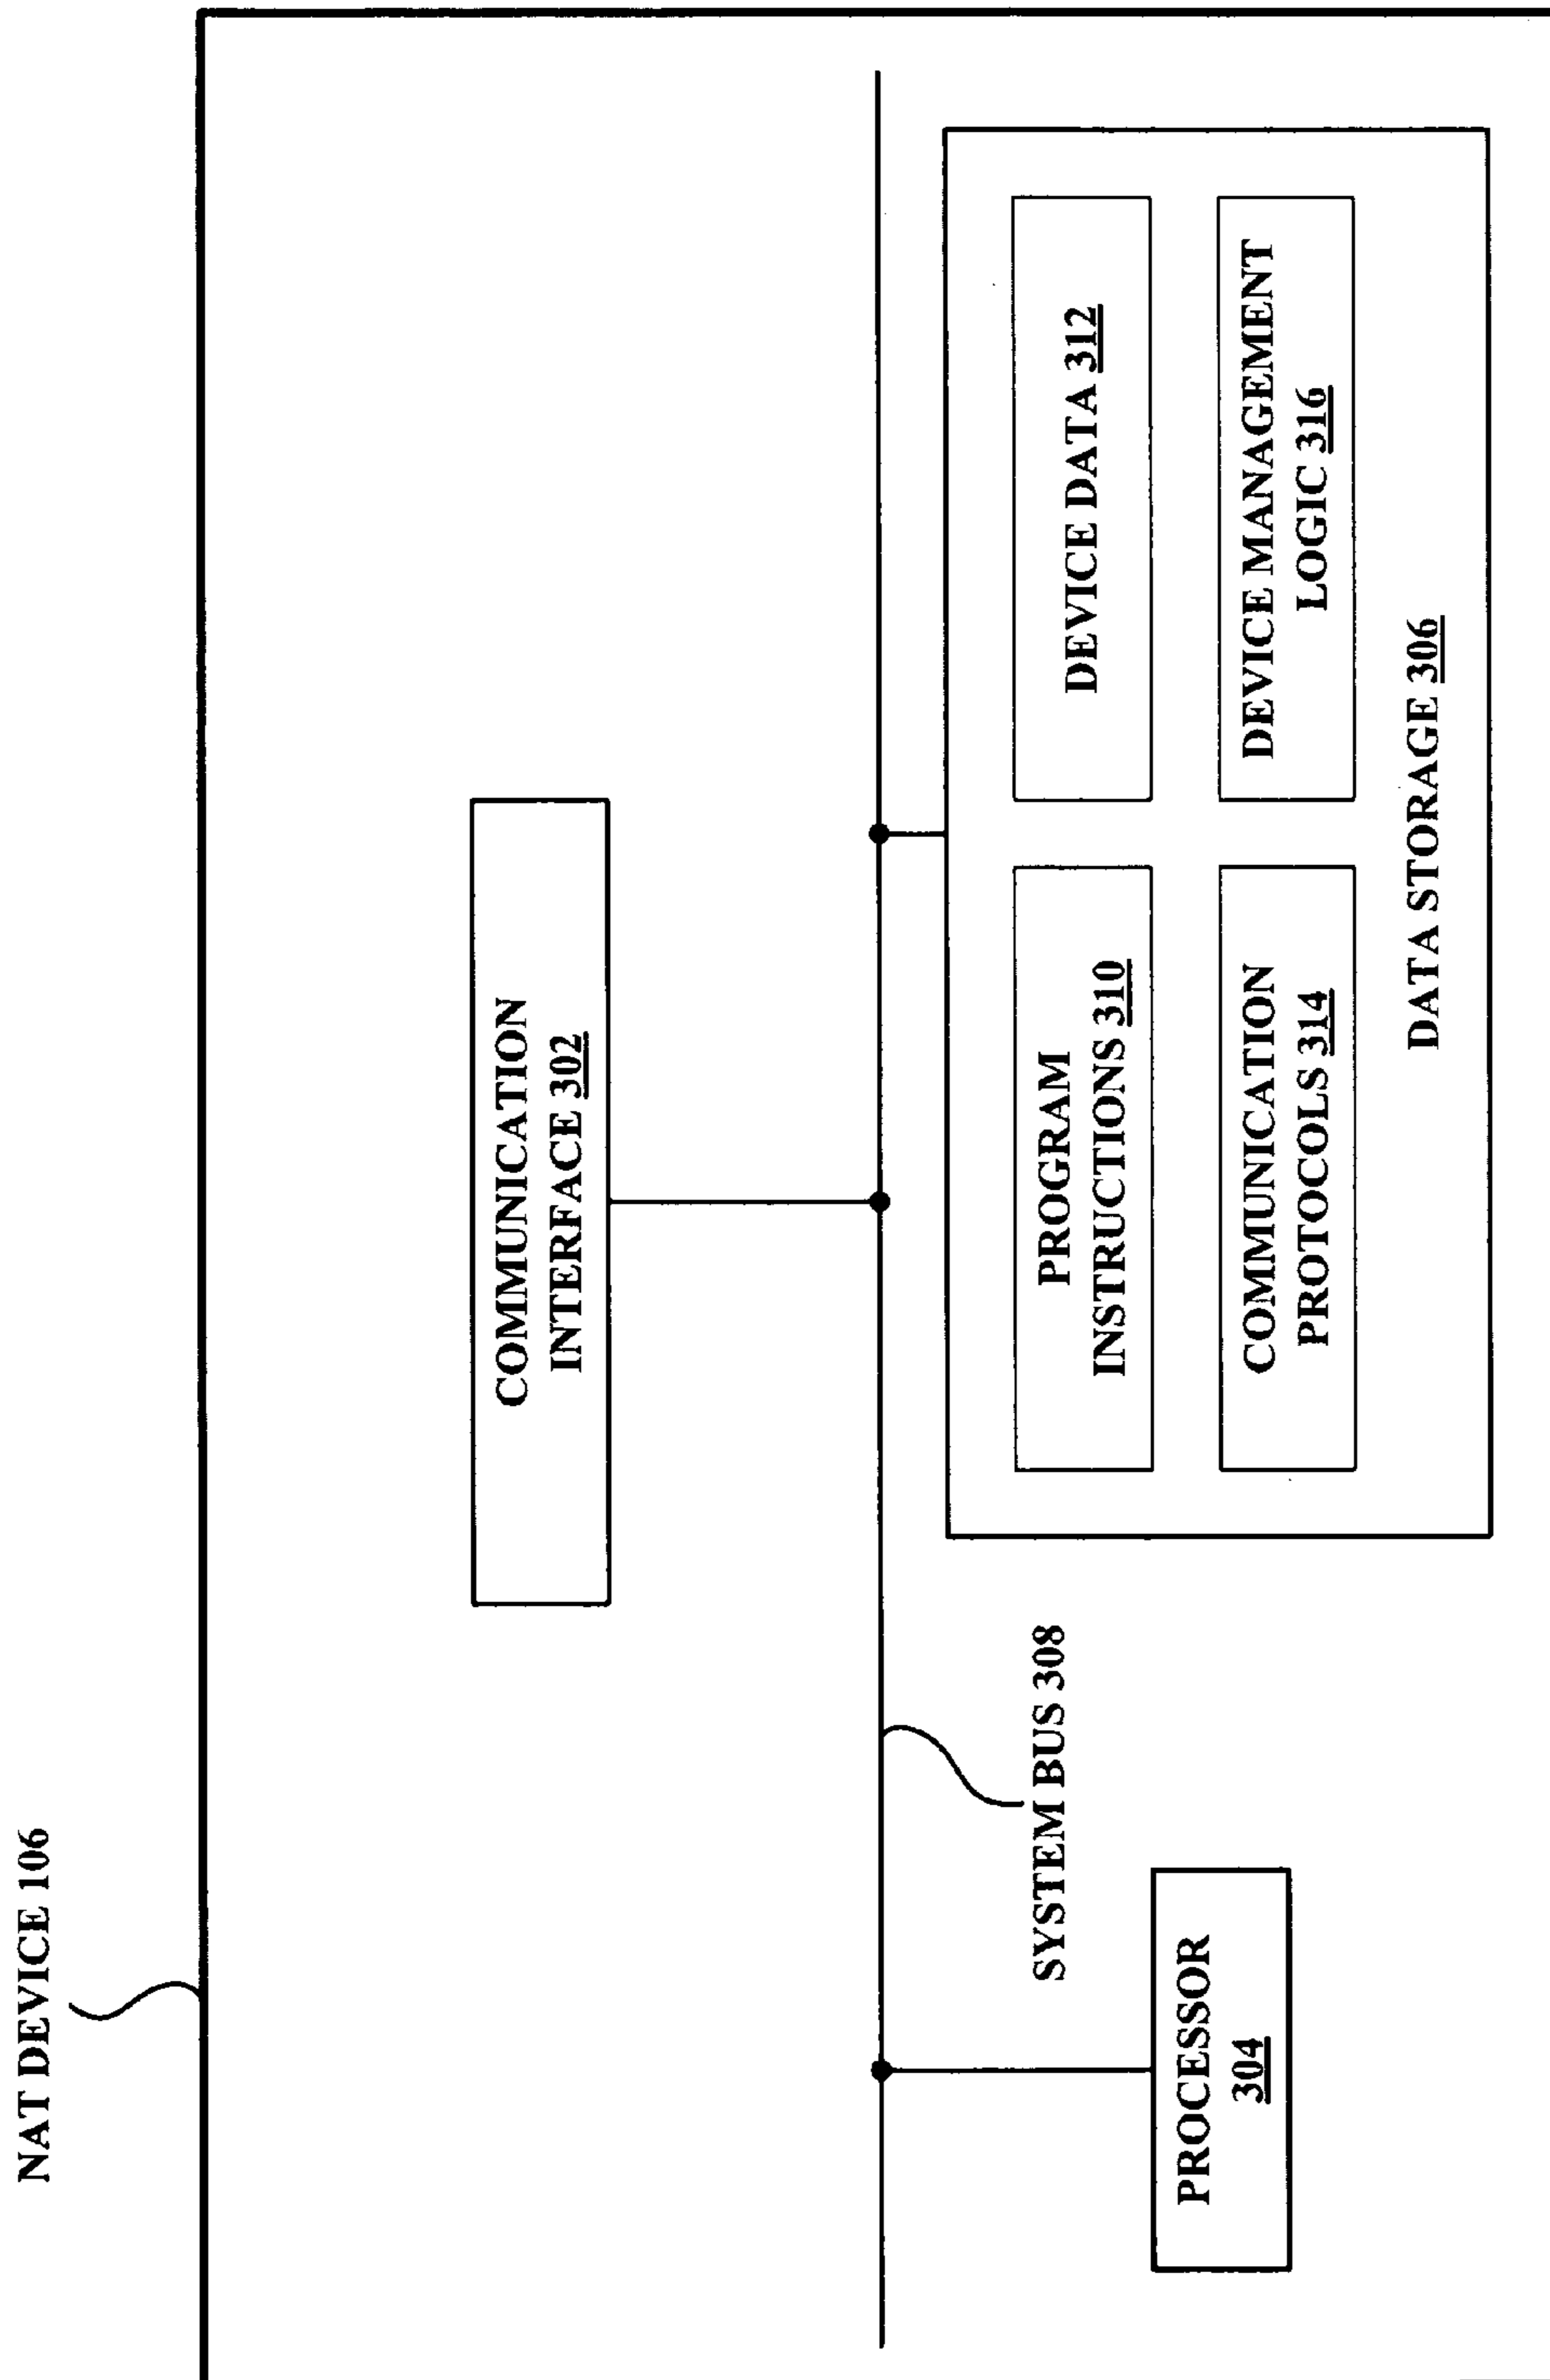 NAT DEVICE 106
COMMUNICATION
INTERFACE 302
SYSTEM BUS 308
PROCESSOR
304
PROGRAM
INSTRUCTIONS 310
DEVICE DATA 312
COMMUNICATION
PROTOCOLS 314
DEVICE MANAGEMENT
LOGIC 316
DATA STORAGE 306